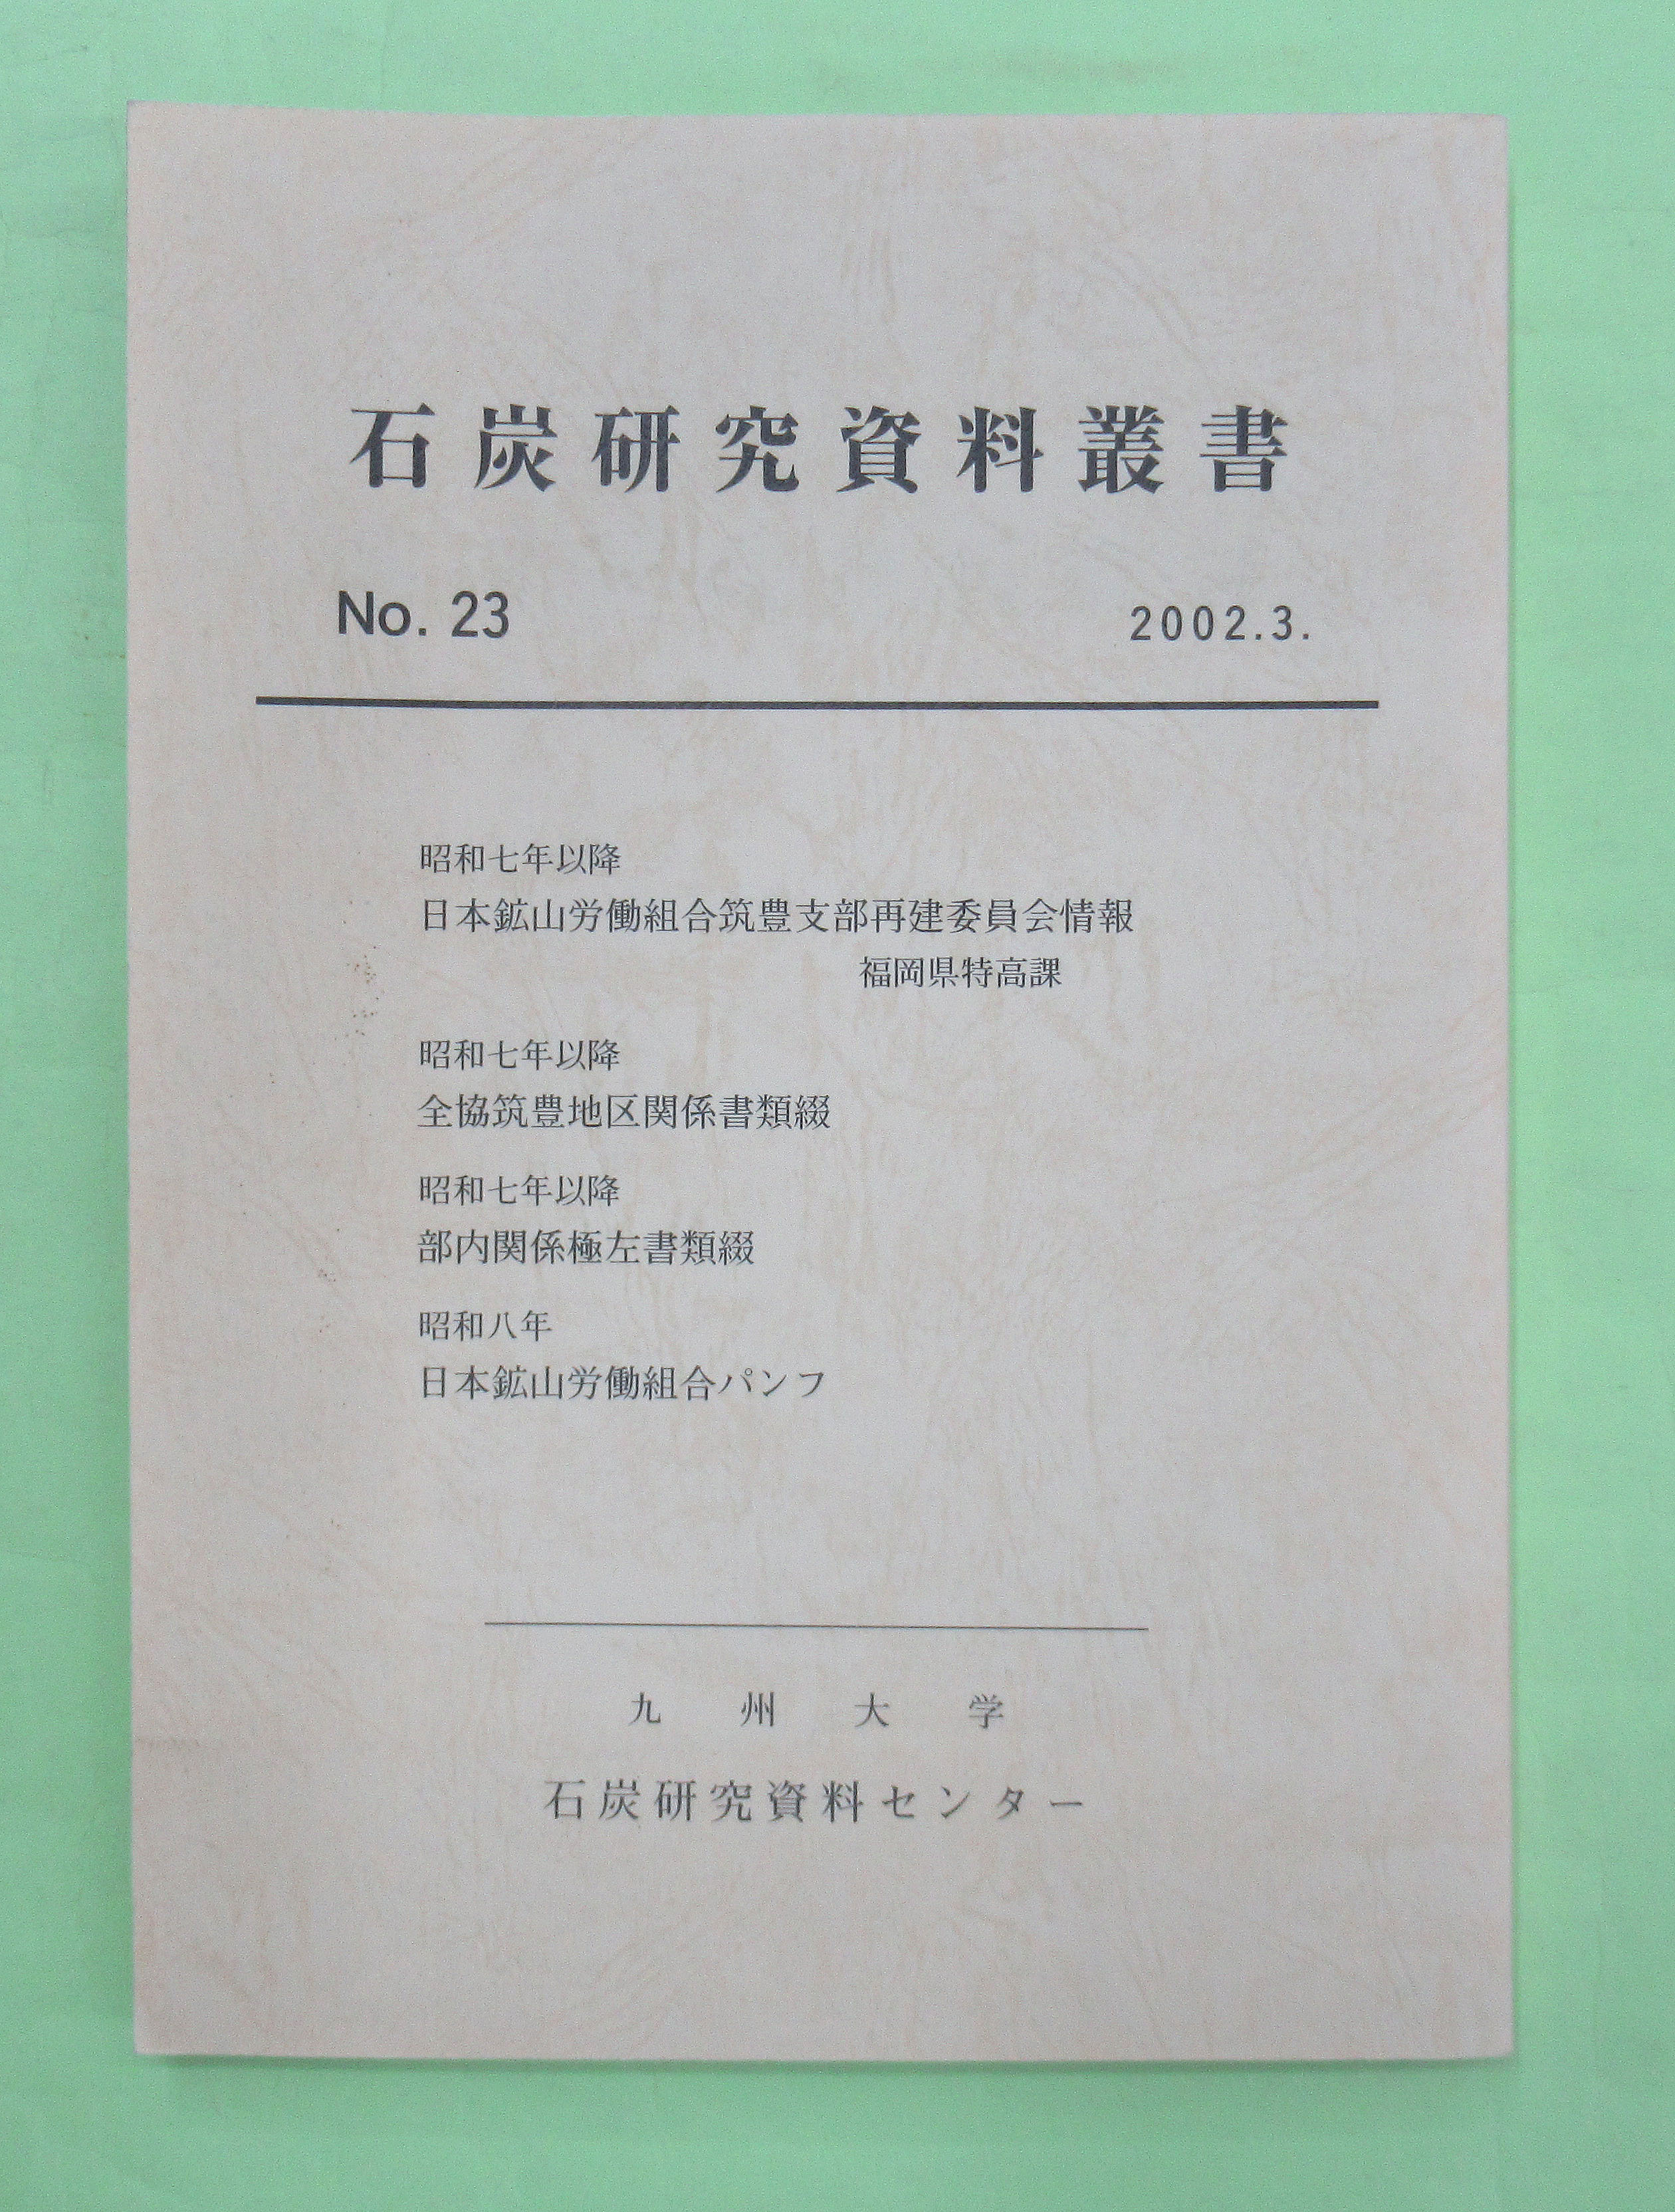 石炭研究資料叢書
No. 23 2002.3.
昭和七年以降
日本鉱山労働組合筑豊支部再建委員会情報
福岡県特高課
昭和七年以降
全協筑豊地区関係書類綴
昭和七年以降
部内関係極左書類綴
昭和八年
日本鉱山労働組合パンフ
九州大学
石炭研究資料センター